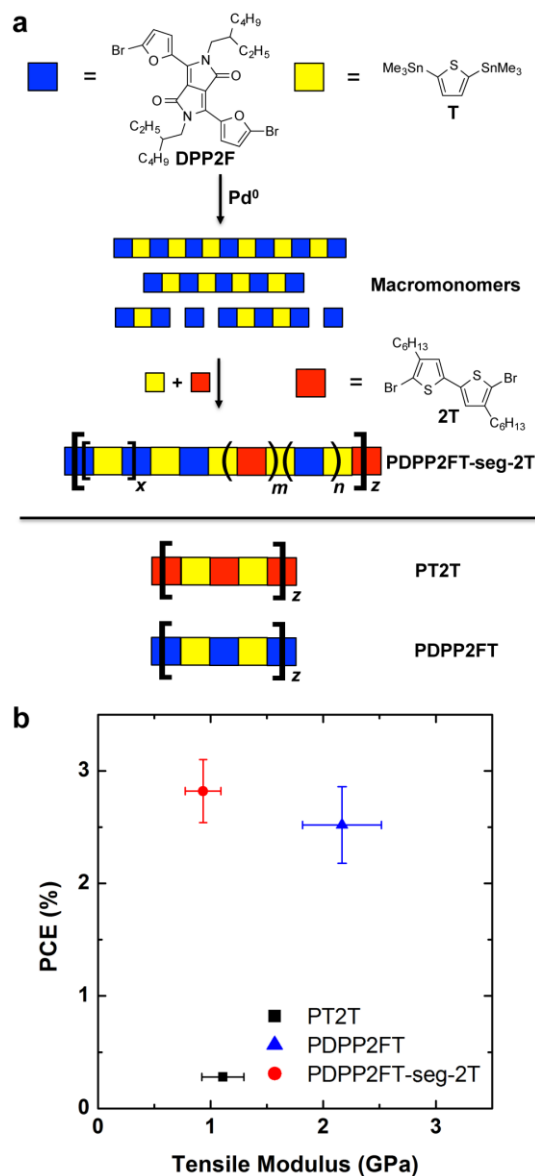 a
=
Br
O
C4H9
N
C2H5
O
O
C2H5
N
O
Br
C4H9
DPP2F
=
Me3Sn
S
SnMe3
T
Pd0
Macromonomers
+
=
C6H13
Br
S
S
Br
C6H13
2T
[ [ ]x ( )m ( )n ]z
PDPP2FT-seg-2T
[ ]z
PT2T
[ ]z
PDPP2FT
b
3
2
1
0
PCE (%)
PT2T
PDPP2FT
PDPP2FT-seg-2T
0 1 2 3
Tensile Modulus (GPa)